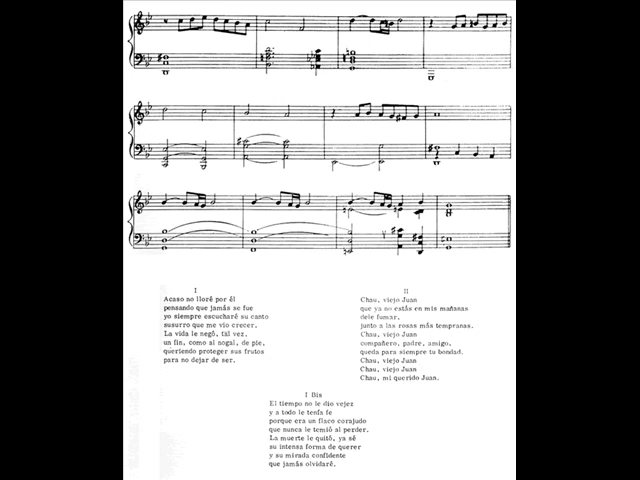 I
Acaso no lloré por él
pensando que jamás se fue
yo siempre escucharé su canto
susurro que me vio crecer.
La vida le negó, tal vez,
un fin, como al nogal, de pie,
queriendo proteger sus frutos
para no dejar de ser.
II
Chau, viejo Juan
que ya no estás en mis mañanas
dele fumar,
junto a las rosas más tempranas.
Chau, viejo Juan
compañero, padre, amigo,
queda para siempre tu bondad.
Chau, viejo Juan
Chau, viejo Juan
Chau, mi querido Juan.
I Bis
El tiempo no le dio vejez
y a todo le tenía fe
porque era un flaco corajudo
que nunca le temió al perder.
La muerte le quitó, ya sé
su intensa forma de querer
y su mirada confidente
que jamás olvidaré.